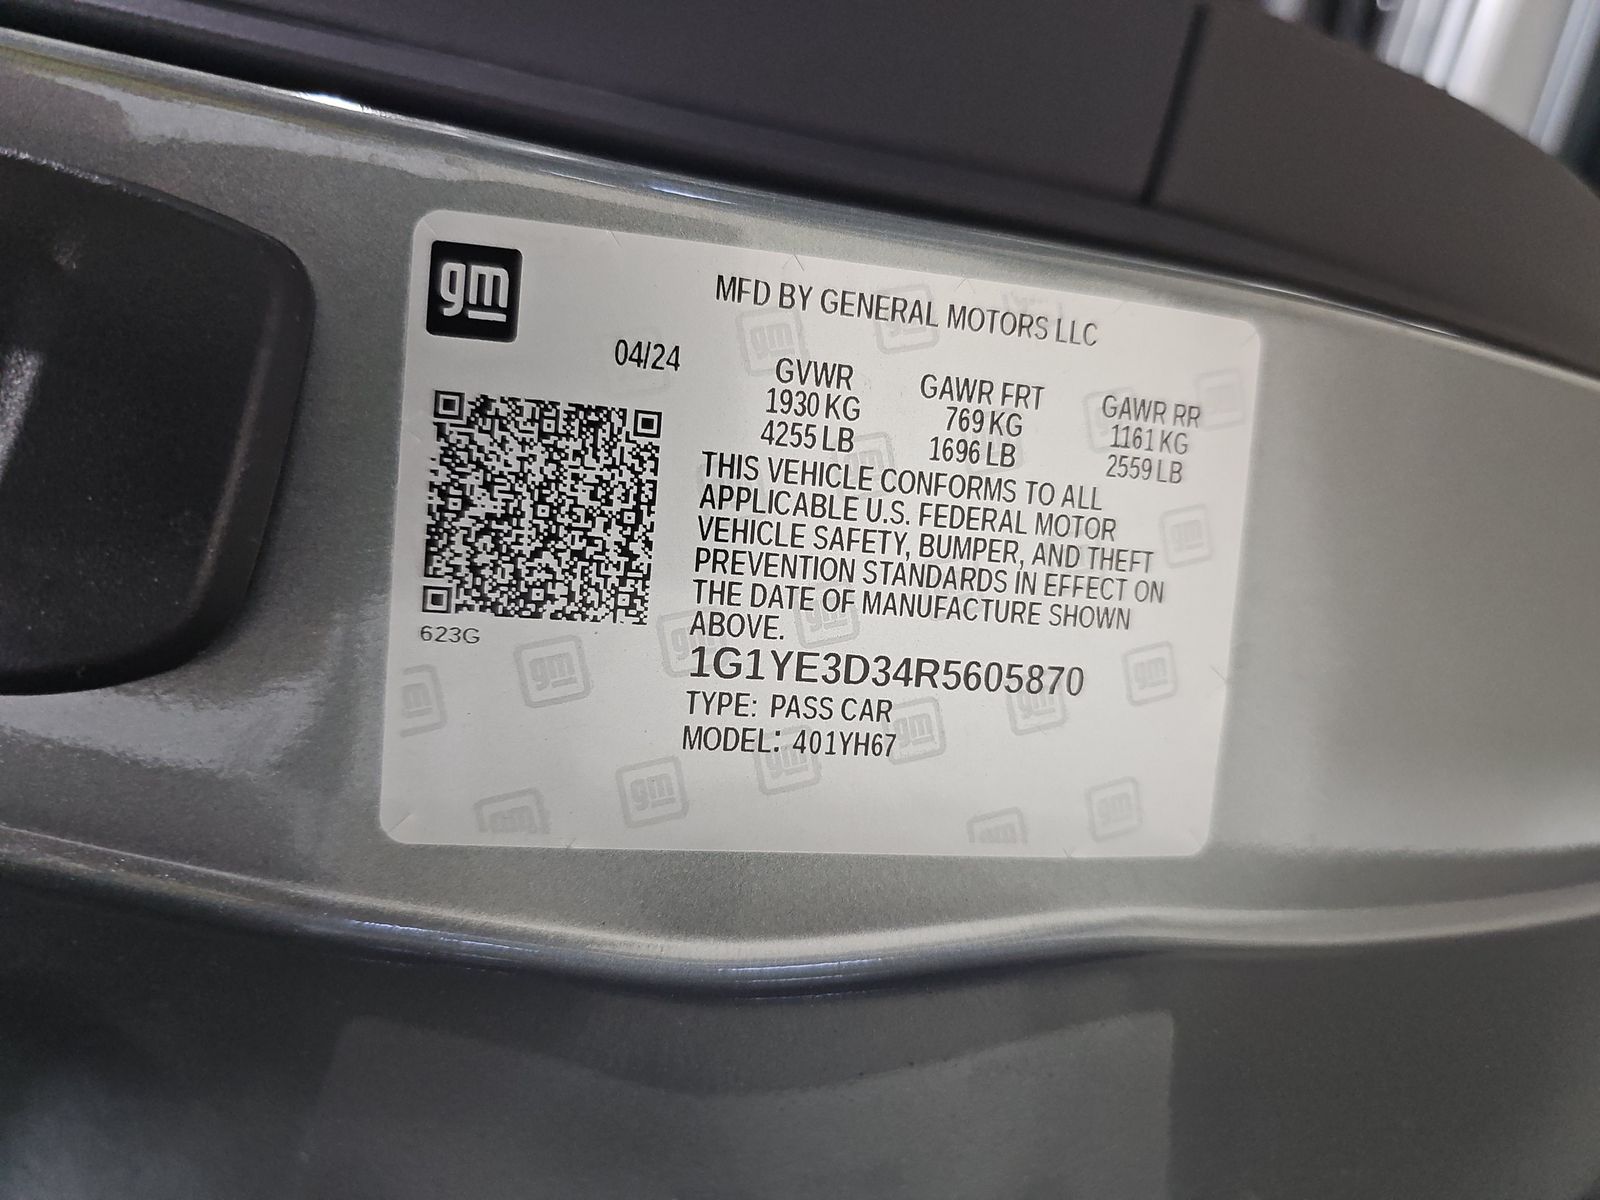 gm
MFD BY GENERAL MOTORS LLC
04/24
GVWR GAWR FRT GAWR RR
1930 KG 769 KG 1161 KG
4255 LB 1696 LB 2559 LB
THIS VEHICLE CONFORMS TO ALL
APPLICABLE U.S. FEDERAL MOTOR
VEHICLE SAFETY, BUMPER, AND THEFT
PREVENTION STANDARDS IN EFFECT ON
THE DATE OF MANUFACTURE SHOWN
ABOVE.
623G
1G1YE3D34R5605870
TYPE: PASS CAR
MODEL: 401YH67